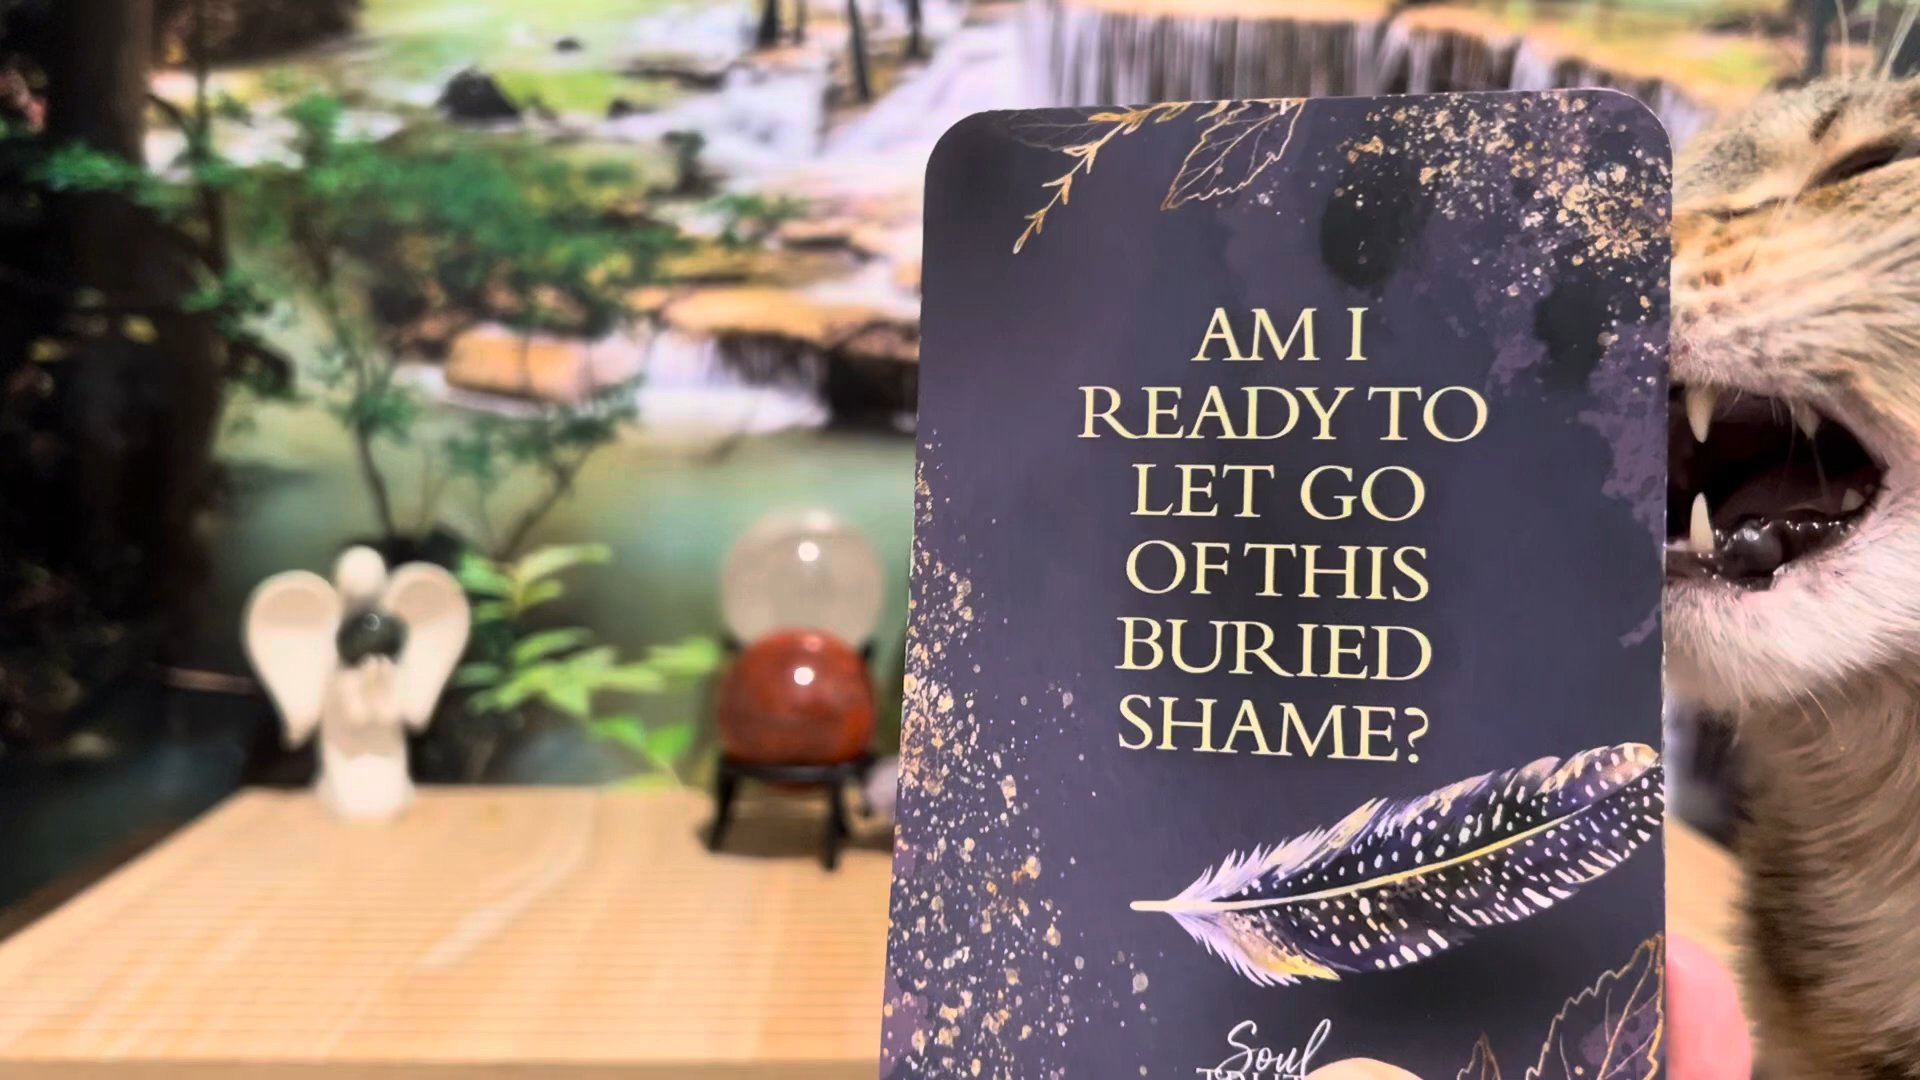 AM I
READY TO
LET GO
OF THIS
BURIED
SHAME?
Soul